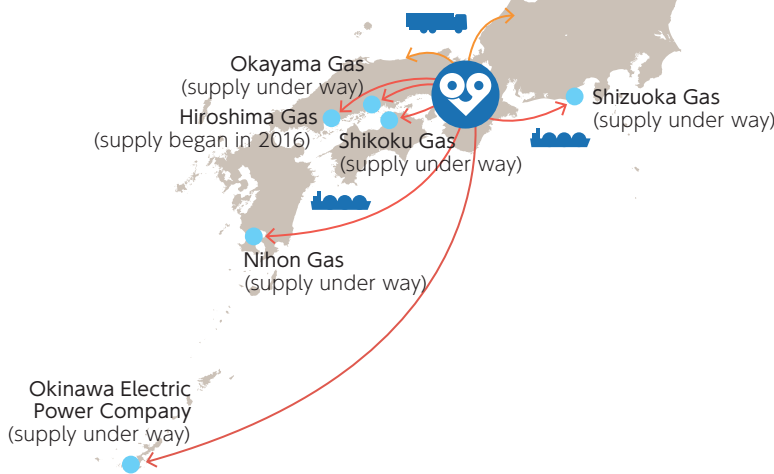 Okayama Gas
(supply under way)
Hiroshima Gas
(supply began in 2016)
Shikoku Gas
(supply under way)
Shizuoka Gas
(supply under way)
Nihon Gas
(supply under way)
Okinawa Electric
Power Company
(supply under way)